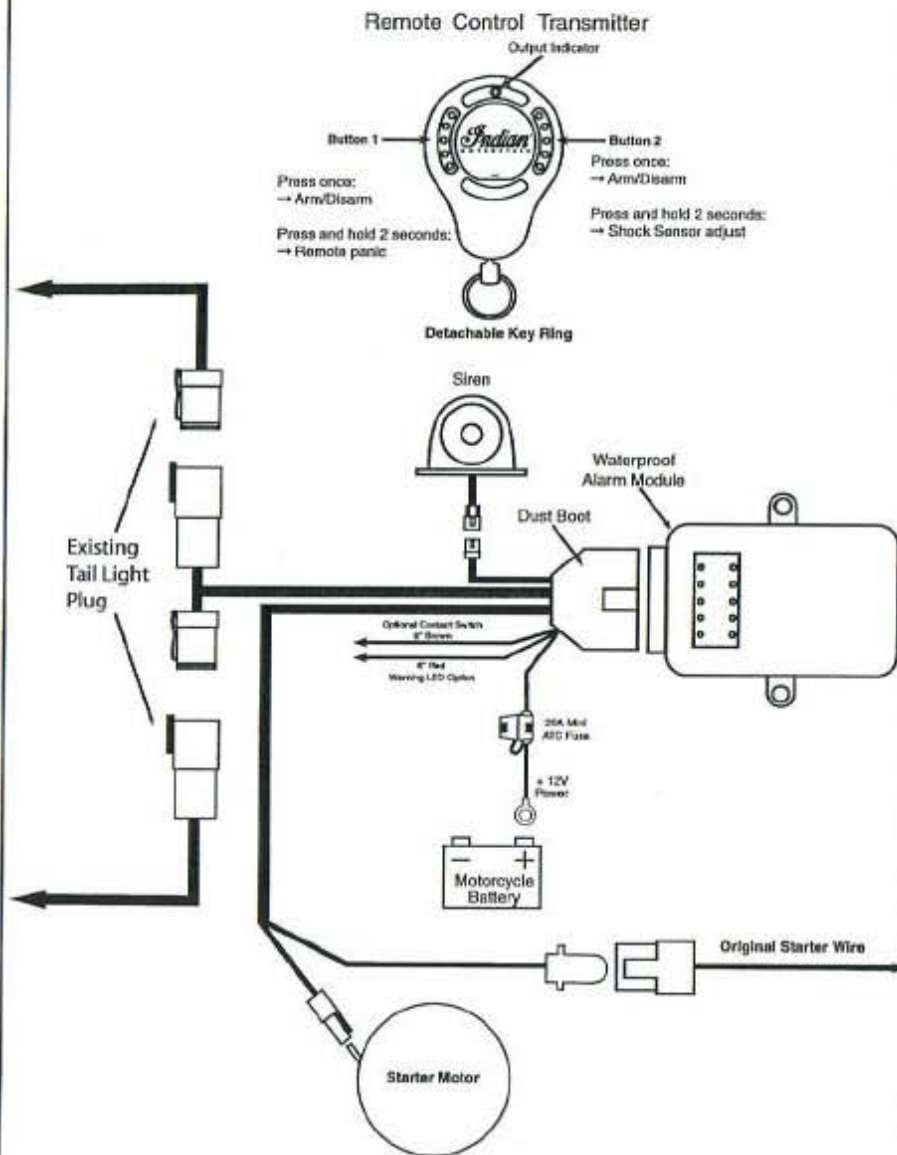 Remote Control Transmitter
Output Indicator
Button 1
Indian
Button 2
Press once:
→ Arm/Disarm
Press and hold 2 seconds:
→ Remote panic
Press once:
→ Arm/Disarm
Press and hold 2 seconds:
→ Shock Sensor adjust
Detachable Key Ring
Siren
Waterproof
Alarm Module
Dust Boot
Existing
Tail Light
Plug
Optional Contact Switch
8" Brown
8" Red
Warning LED Option
Mini
ATC Fuse
+ 12V
Power
− +
Motorcycle
Battery
Original Starter Wire
Starter Motor